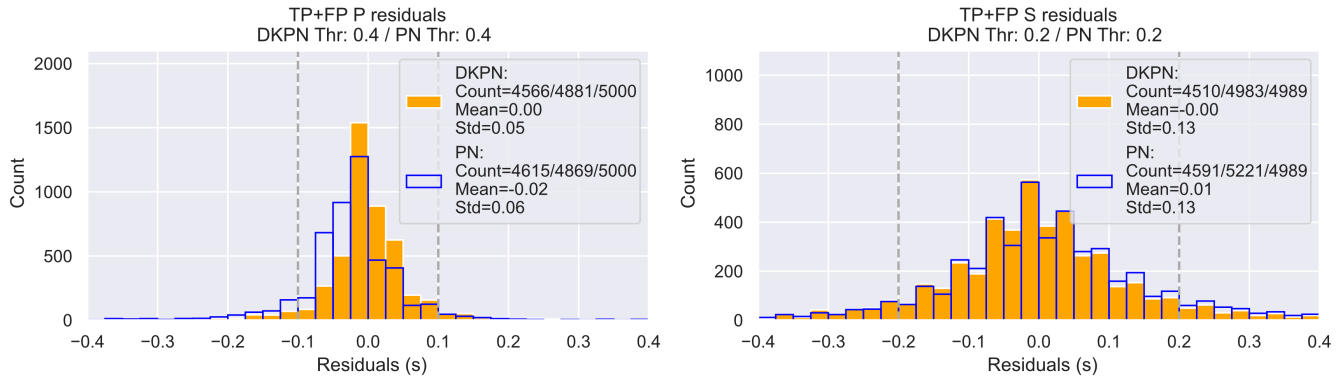 TP+FP P residuals
DKPN Thr: 0.4 / PN Thr: 0.4
2000
1500
1000
500
0
Count
DKPN:
Count=4566/4881/5000
Mean=0.00
Std=0.05
PN:
Count=4615/4869/5000
Mean=-0.02
Std=0.06
−0.4 −0.3 −0.2 −0.1 0.0 0.1 0.2 0.3 0.4
Residuals (s)
TP+FP S residuals
DKPN Thr: 0.2 / PN Thr: 0.2
1000
800
600
400
200
0
Count
DKPN:
Count=4510/4983/4989
Mean=-0.00
Std=0.13
PN:
Count=4591/5221/4989
Mean=0.01
Std=0.13
−0.4 −0.3 −0.2 −0.1 0.0 0.1 0.2 0.3 0.4
Residuals (s)